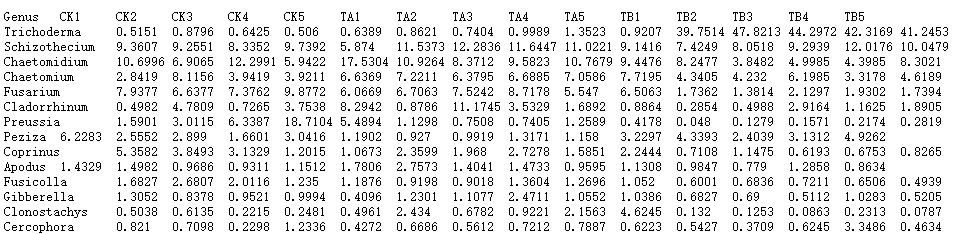 Genus CK1 CK2 CK3 CK4 CK5 TA1 TA2 TA3 TA4 TA5 TB1 TB2 TB3 TB4 TB5
Trichoderma 0.5151 0.8796 0.6425 0.506 0.6389 0.8621 0.7404 0.9989 1.3523 0.9207 39.7514 47.8213 44.2972 42.3169 41.2453
Schizothecium 9.3607 9.2551 8.3352 9.7392 5.874 11.5373 12.2836 11.6447 11.0221 9.1416 7.4249 8.0518 9.2939 12.0176 10.0479
Chaetomidium 10.6996 6.9065 12.2991 5.9422 17.5304 10.9264 8.3712 9.5823 10.7679 9.4476 8.2477 3.8482 4.9985 4.3985 8.3021
Chaetomium 2.8419 8.1156 3.9419 3.9211 6.6369 7.2211 6.3795 6.6885 7.0586 7.7195 4.3405 4.232 6.1985 3.3178 4.6189
Fusarium 7.9377 6.6377 7.3762 9.8772 6.0669 6.7063 7.5242 8.7178 5.547 6.5063 1.7362 1.3814 2.1297 1.9302 1.7394
Cladorrhinum 0.4982 4.7809 0.7265 3.7538 8.2942 0.8786 11.1745 3.5329 1.6892 0.8864 0.2854 0.4988 2.9164 1.1625 1.8905
Preussia 1.5901 3.0115 6.3387 18.7104 5.4894 1.1298 0.7508 0.7405 1.2589 0.4178 0.048 0.1279 0.1571 0.2174 0.2819
Peziza 6.2283 2.5552 2.899 1.6601 3.0416 1.1902 0.927 0.9919 1.3171 1.158 3.2297 4.3393 2.4039 3.1312 4.9262
Coprinus 5.3582 3.8493 3.1329 0.2015 1.0673 2.3599 1.968 2.7278 1.5851 2.2444 0.7108 1.1475 0.6193 0.6753 0.8265
Apodus 1.4329 1.4982 0.9686 0.9311 1.1512 1.7806 2.7573 1.4041 1.4733 0.9595 1.1308 0.9847 0.779 1.2858 0.8634
Fusicolla 1.6827 2.6807 2.0116 1.235 1.1876 0.9198 0.9018 1.3604 1.2696 1.052 0.6001 0.6836 0.7211 0.6506 0.4939
Gibberella 1.3052 0.8378 0.9521 0.9994 0.4096 1.2301 1.1077 2.4711 1.0552 1.0386 0.6827 0.69 0.5112 1.0283 0.5205
Clonostachys 0.5038 0.6135 0.2215 0.2481 0.4961 2.434 0.6782 0.9221 2.1563 4.6245 0.132 0.1253 0.0863 0.2313 0.0787
Cercophora 0.821 0.7098 0.2298 1.2336 0.4272 0.6686 0.5612 0.7212 0.7887 0.6223 0.5427 0.3709 0.6245 3.3486 0.4634